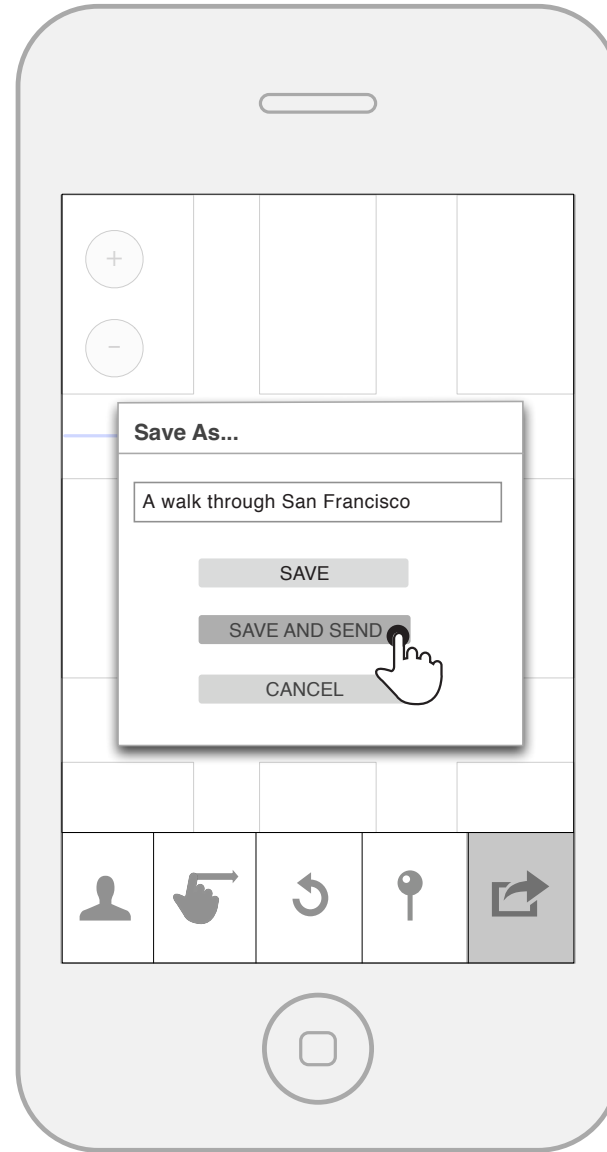 +
-
Save As...
A walk through San Francisco
SAVE
SAVE AND SEND
CANCEL